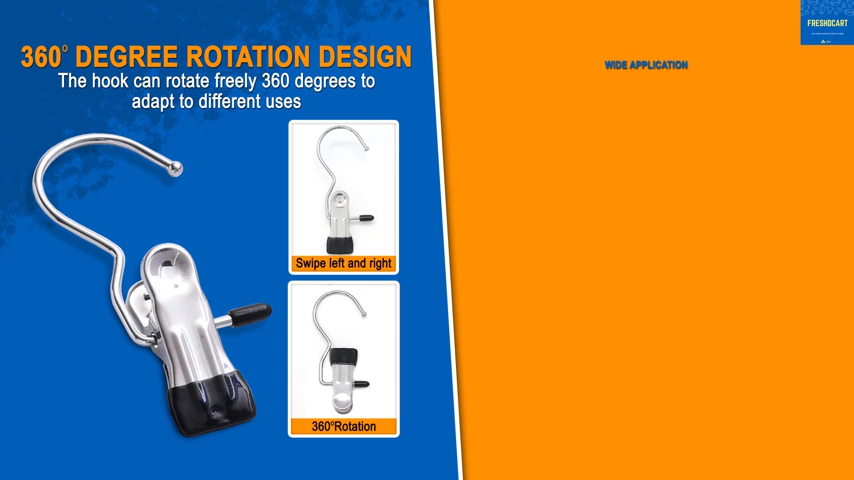 360° DEGREE ROTATION DESIGN
The hook can rotate freely 360 degrees to
adapt to different uses
Swipe left and right
360°Rotation
WIDE APPLICATION
FRESHDCART